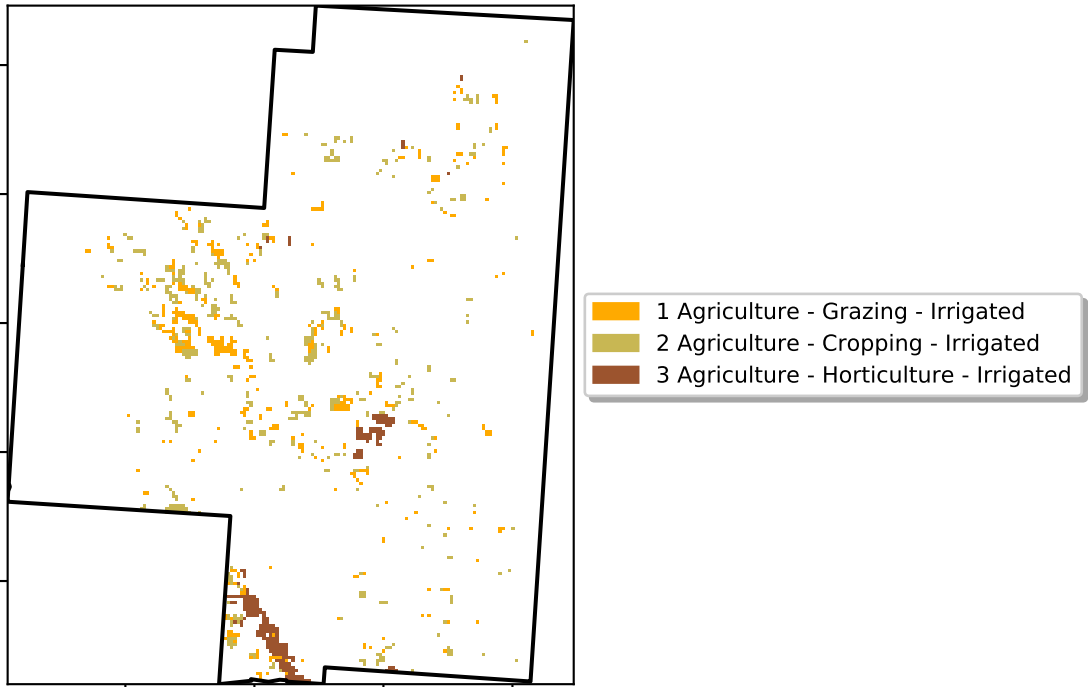 1 Agriculture - Grazing - Irrigated
2 Agriculture - Cropping - Irrigated
3 Agriculture - Horticulture - Irrigated